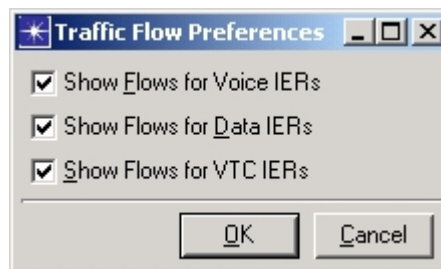 Traffic Flow Preferences
Show Flows for Voice IERs
Show Flows for Data IERs
Show Flows for VTC IERs
OK Cancel